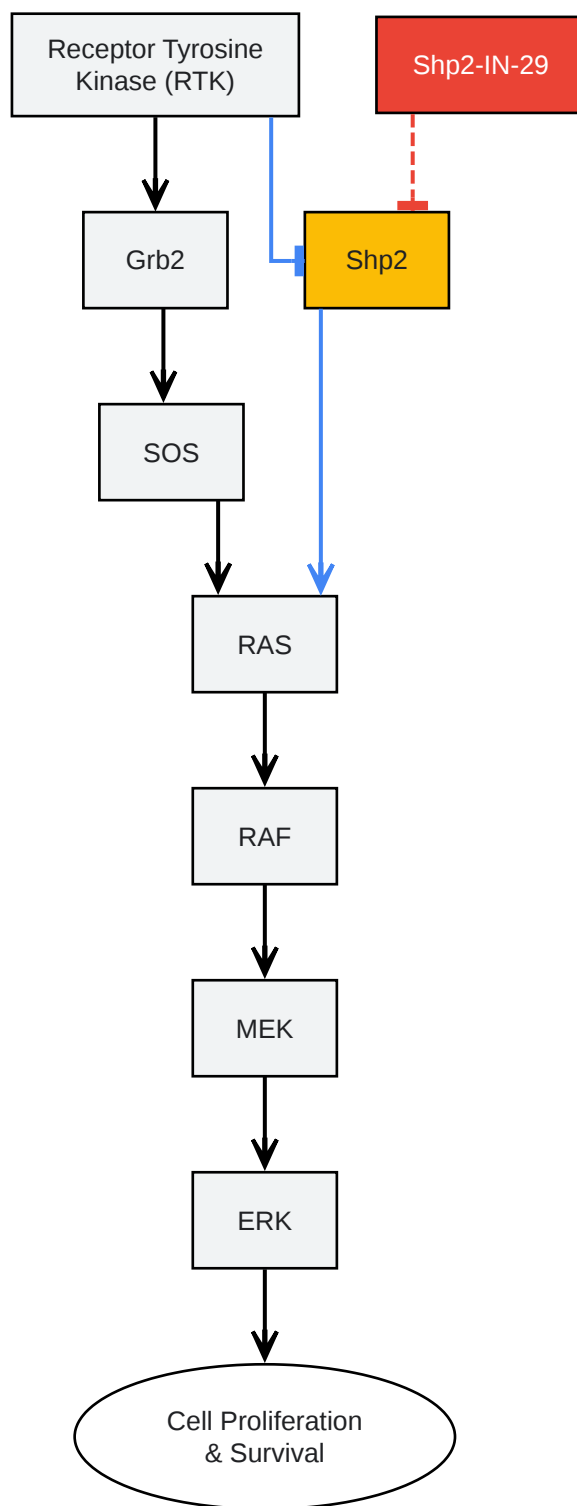 Receptor Tyrosine
Kinase (RTK)
Shp2-IN-29
Grb2
Shp2
SOS
RAS
RAF
MEK
ERK
Cell Proliferation
& Survival